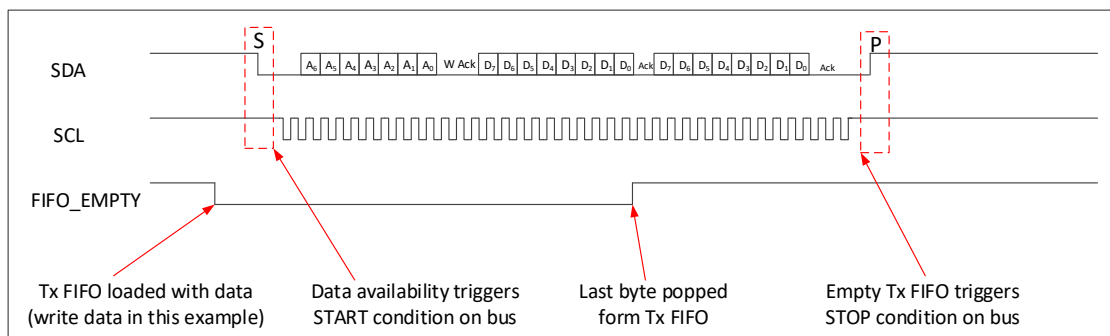 S
P
SDA
A6 A5 A4 A3 A2 A1 A0 W Ack D7 D6 D5 D4 D3 D2 D1 D0 Ack D7 D6 D5 D4 D3 D2 D1 D0 Ack
SCL
FIFO_EMPTY
Tx FIFO loaded with data
(write data in this example)
Data availability triggers
START condition on bus
Last byte popped
form Tx FIFO
Empty Tx FIFO triggers
STOP condition on bus